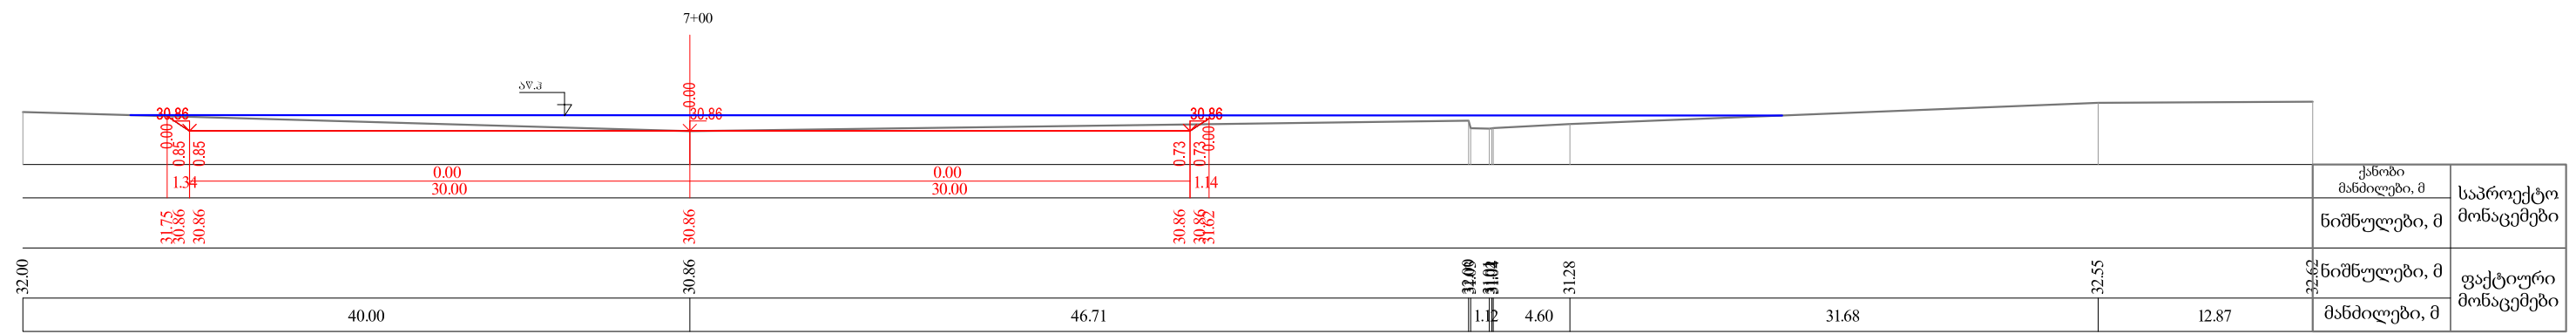 7+00
აწ.ჰ
0.00
30.86 30.86 30.86
0.00 0.85 0.85 0.73 0.73 0.00
0.00 0.00
1.34 30.00 30.00 1.14
ქანობი
მანძილები, მ
საპროექტო
მონაცემები
31.75 30.86 30.86 30.86 30.86 30.86 31.62
ნიშნულები, მ
32.00 30.86 31.28 32.55 32.62
ნიშნულები, მ
ფაქტიური
მონაცემები
40.00 46.71 1.12 4.60 31.68 12.87
მანძილები, მ